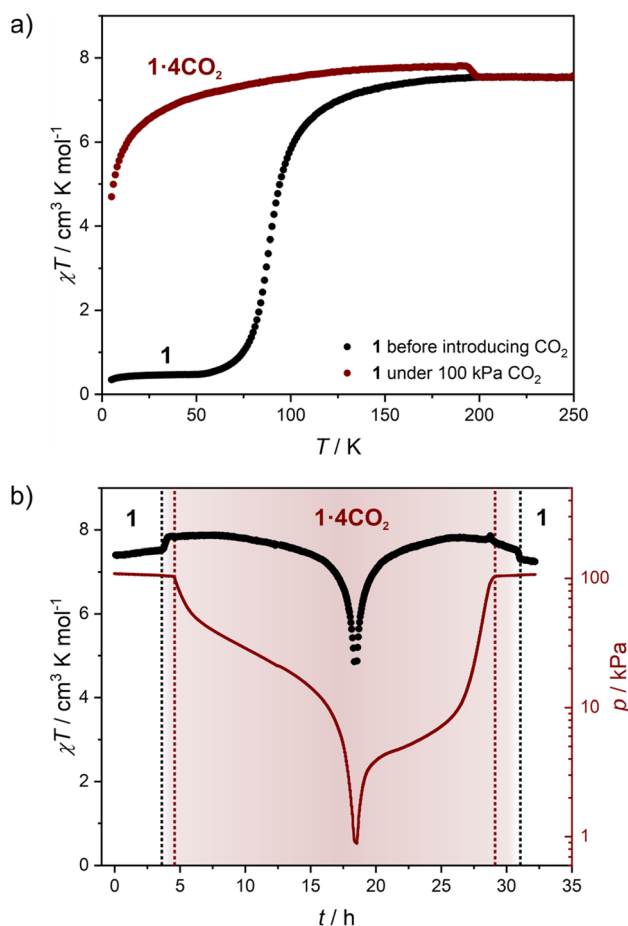 a)
8
6
4
2
0
χT / cm³ K mol⁻¹
1·4CO₂
1
1 before introducing CO₂
1 under 100 kPa CO₂
0 50 100 150 200 250
T / K
b)
1 1·4CO₂ 1
10
8
6
4
2
0
χT / cm³ K mol⁻¹
100
10
1
p / kPa
0 5 10 15 20 25 30 35
t / h